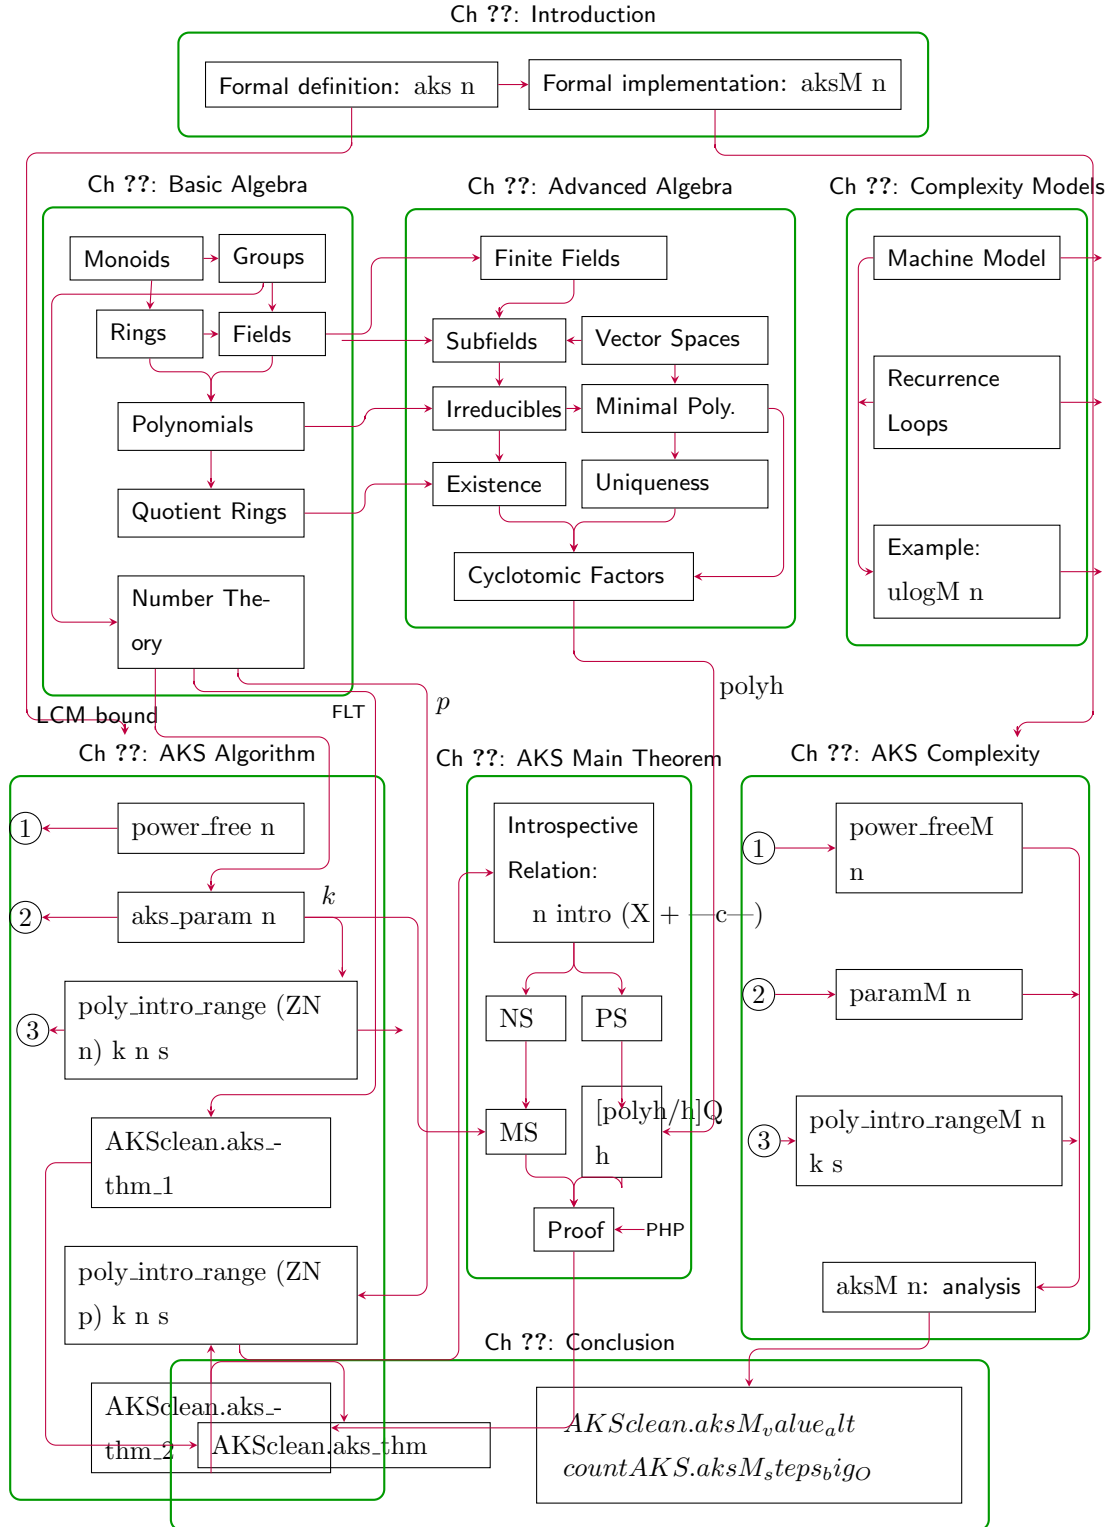 Ch ??: Introduction
Formal definition: aks n
Formal implementation: aksM n
Ch ??: Basic Algebra
Monoids
Groups
Rings
Fields
Polynomials
Quotient Rings
Number The-
ory
Ch ??: Advanced Algebra
Finite Fields
Subfields
Vector Spaces
Irreducibles
Minimal Poly.
Existence
Uniqueness
Cyclotomic Factors
Ch ??: Complexity Models
Machine Model
Recurrence
Loops
Example:
ulogM n
LCM bound
FLT
p
polyh
Ch ??: AKS Algorithm
1
power_free n
2
aks_param n
k
3
poly_intro_range (ZN
n) k n s
AKSclean.aks_-
thm_1
poly_intro_range (ZN
p) k n s
AKSclean.aks_-
thm_2
Ch ??: AKS Main Theorem
Introspective
Relation:
n intro (X + —c—)
NS
PS
MS
[polyh/h]Q
h
Proof
PHP
Ch ??: AKS Complexity
1
power_freeM
n
2
paramM n
3
poly_intro_rangeM n
k s
aksM n: analysis
Ch ??: Conclusion
AKSclean.aks_thm
AKSclean.aksM_value_alt
countAKS.aksM_steps_big_O